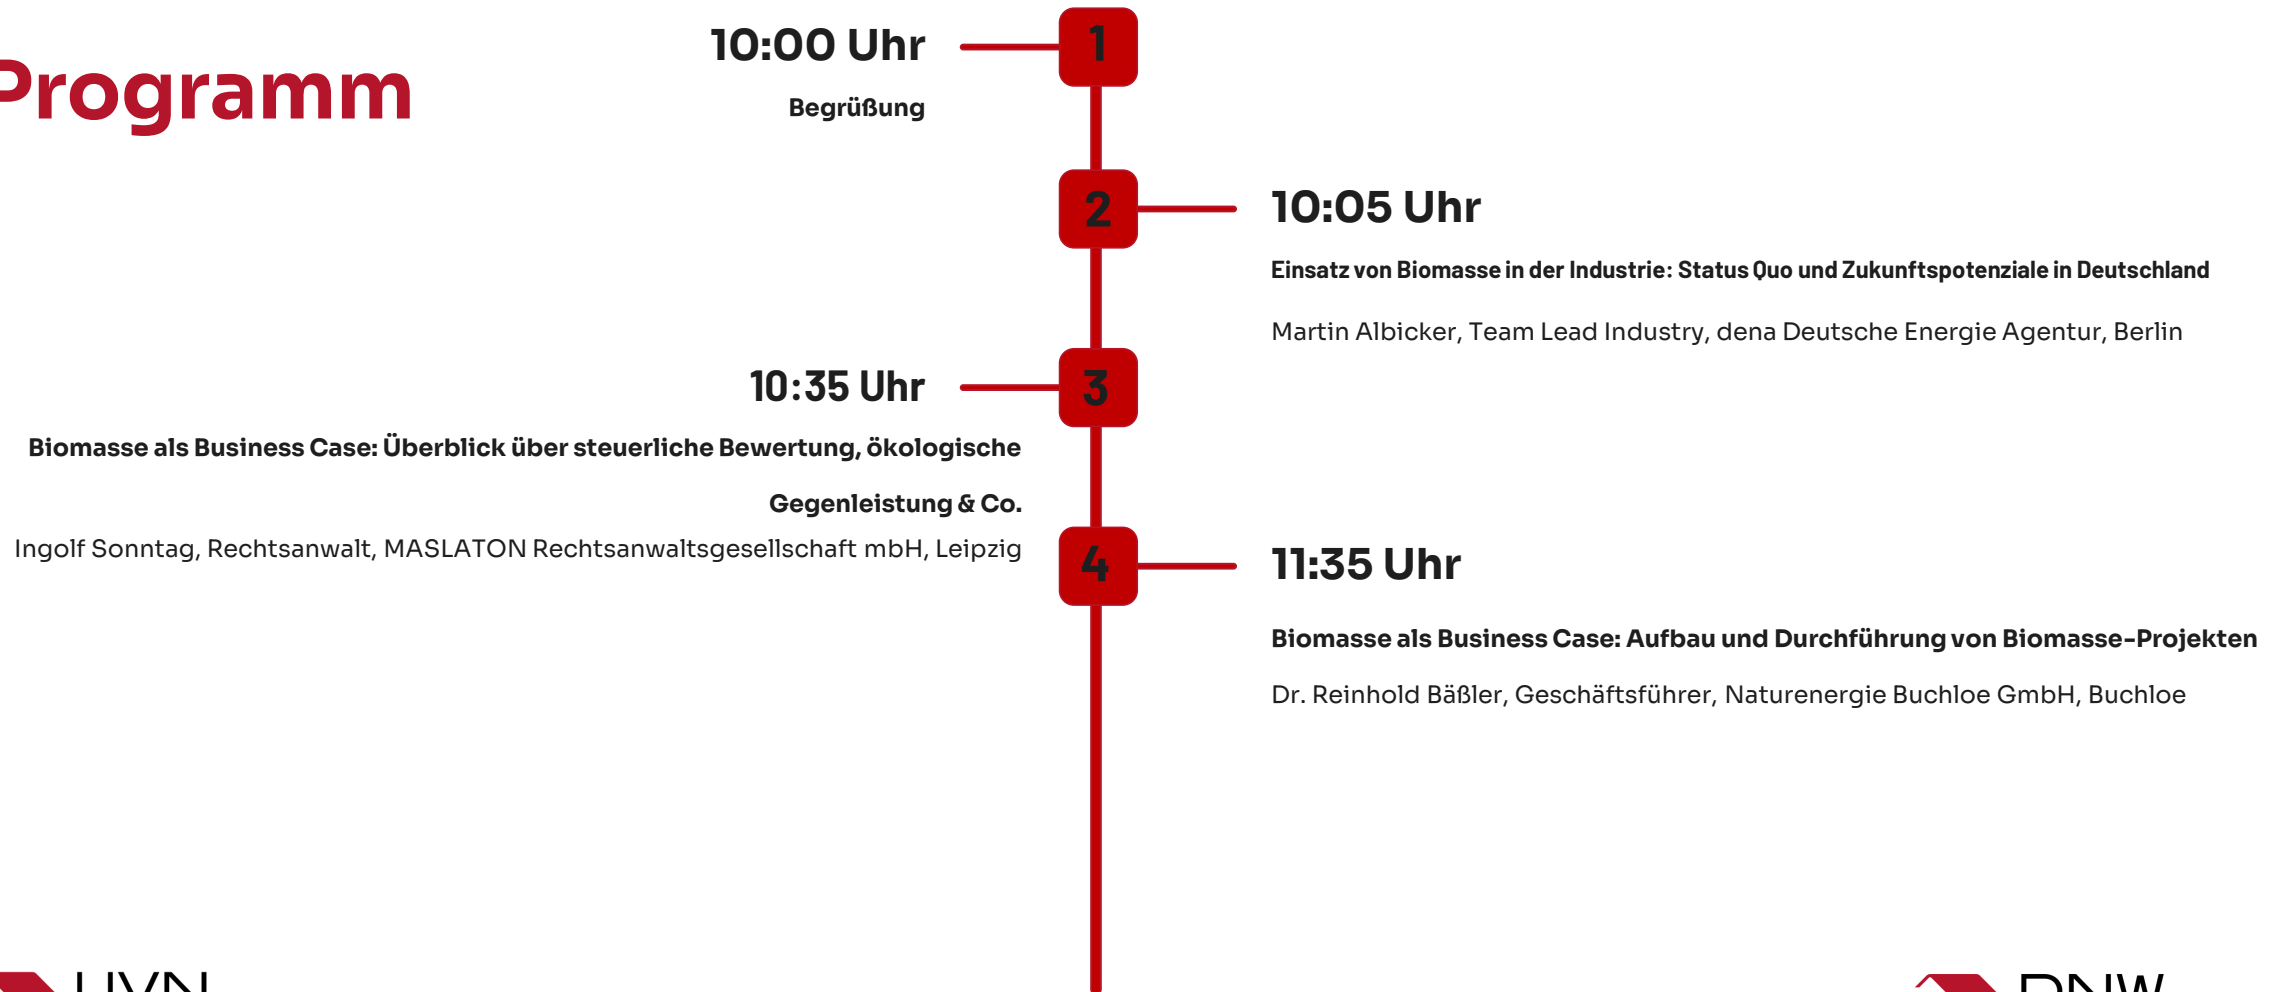 Programm
1
10:00 Uhr
Begrüßung
2
10:05 Uhr
Einsatz von Biomasse in der Industrie: Status Quo und Zukunftspotenziale in Deutschland
Martin Albicker, Team Lead Industry, dena Deutsche Energie Agentur, Berlin
3
10:35 Uhr
Biomasse als Business Case: Überblick über steuerliche Bewertung, ökologische
Gegenleistung & Co.
Ingolf Sonntag, Rechtsanwalt, MASLATON Rechtsanwaltsgesellschaft mbH, Leipzig
4
11:35 Uhr
Biomasse als Business Case: Aufbau und Durchführung von Biomasse-Projekten
Dr. Reinhold Bäßler, Geschäftsführer, Naturenergie Buchloe GmbH, Buchloe
UVN